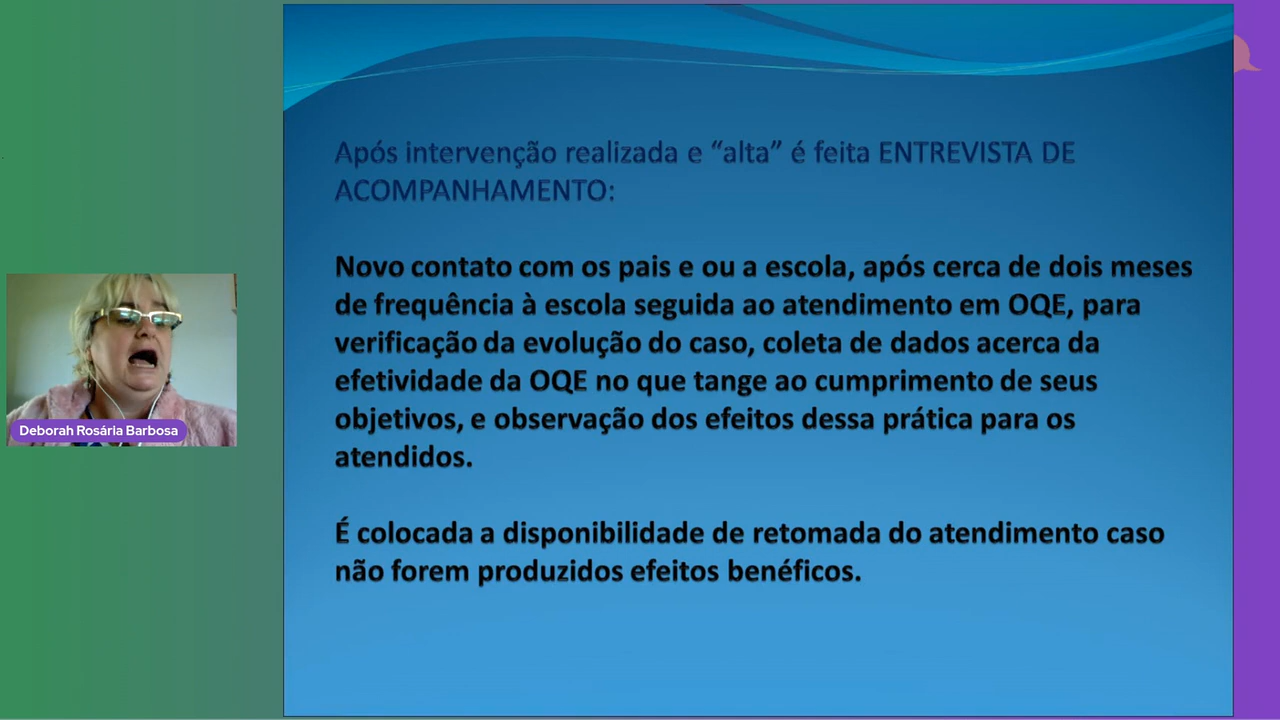 Após intervenção realizada e “alta” é feita ENTREVISTA DE
ACOMPANHAMENTO:
Novo contato com os pais e ou a escola, após cerca de dois meses
de frequência à escola seguida ao atendimento em OQE, para
verificação da evolução do caso, coleta de dados acerca da
efetividade da OQE no que tange ao cumprimento de seus
objetivos, e observação dos efeitos dessa prática para os
atendidos.
É colocada a disponibilidade de retomada do atendimento caso
não forem produzidos efeitos benéficos.
Deborah Rosária Barbosa